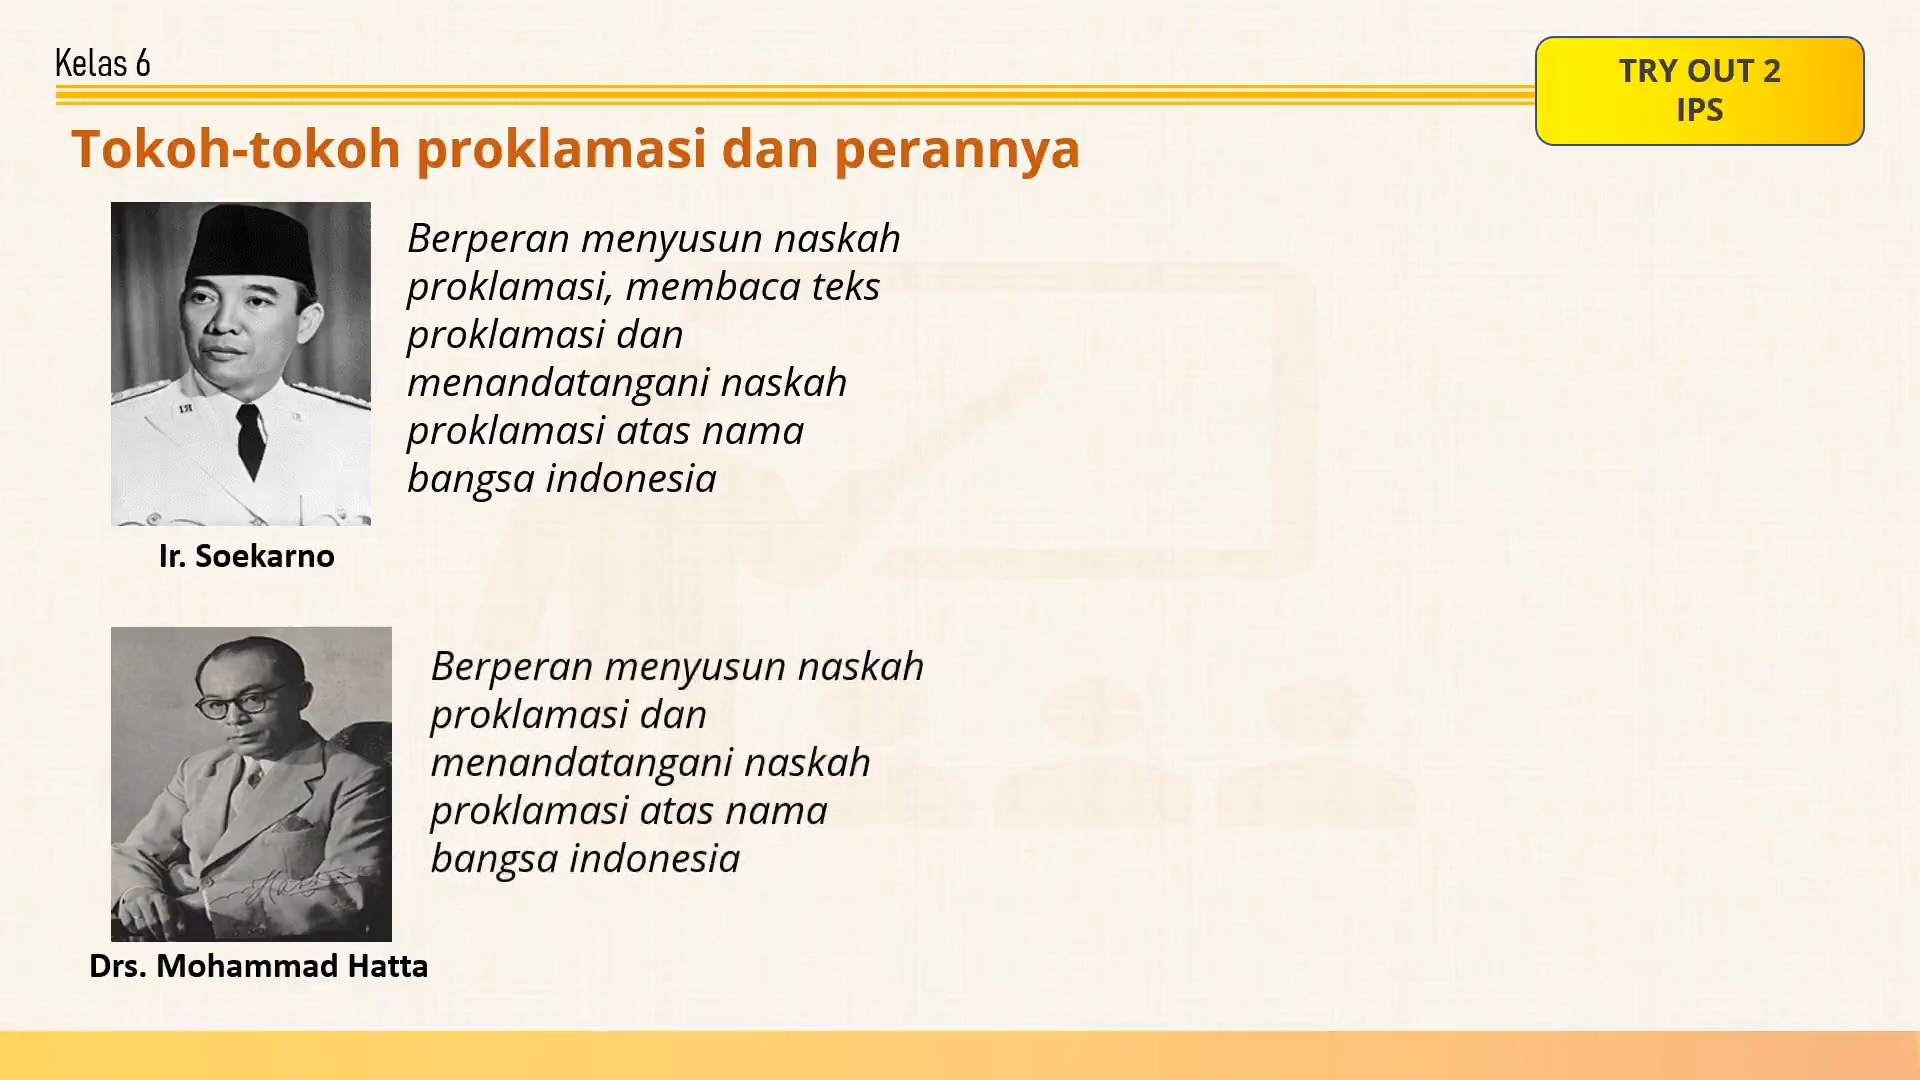 Kelas 6
TRY OUT 2
IPS
Tokoh-tokoh proklamasi dan perannya
Berperan menyusun naskah
proklamasi, membaca teks
proklamasi dan
menandatangani naskah
proklamasi atas nama
bangsa indonesia
Ir. Soekarno
Berperan menyusun naskah
proklamasi dan
menandatangani naskah
proklamasi atas nama
bangsa indonesia
Drs. Mohammad Hatta